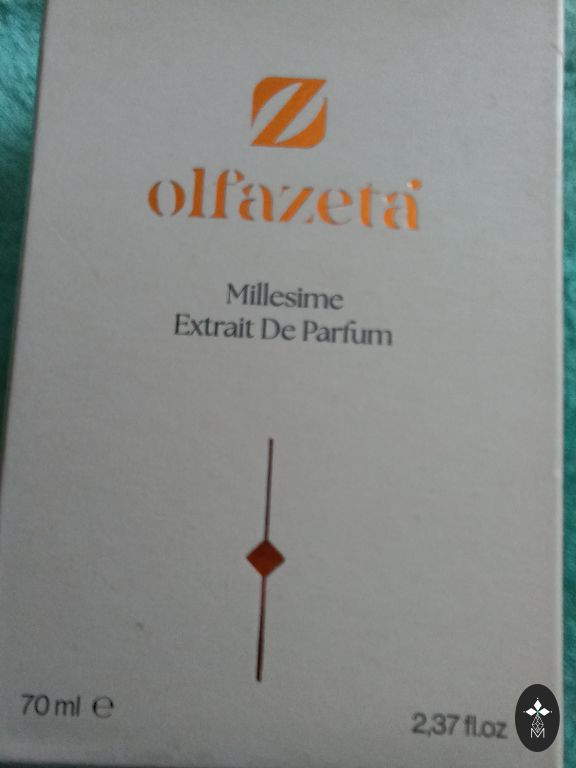 olfazeta
Millesime
Extrait De Parfum
70 ml ℮
2,37 fl.oz
M